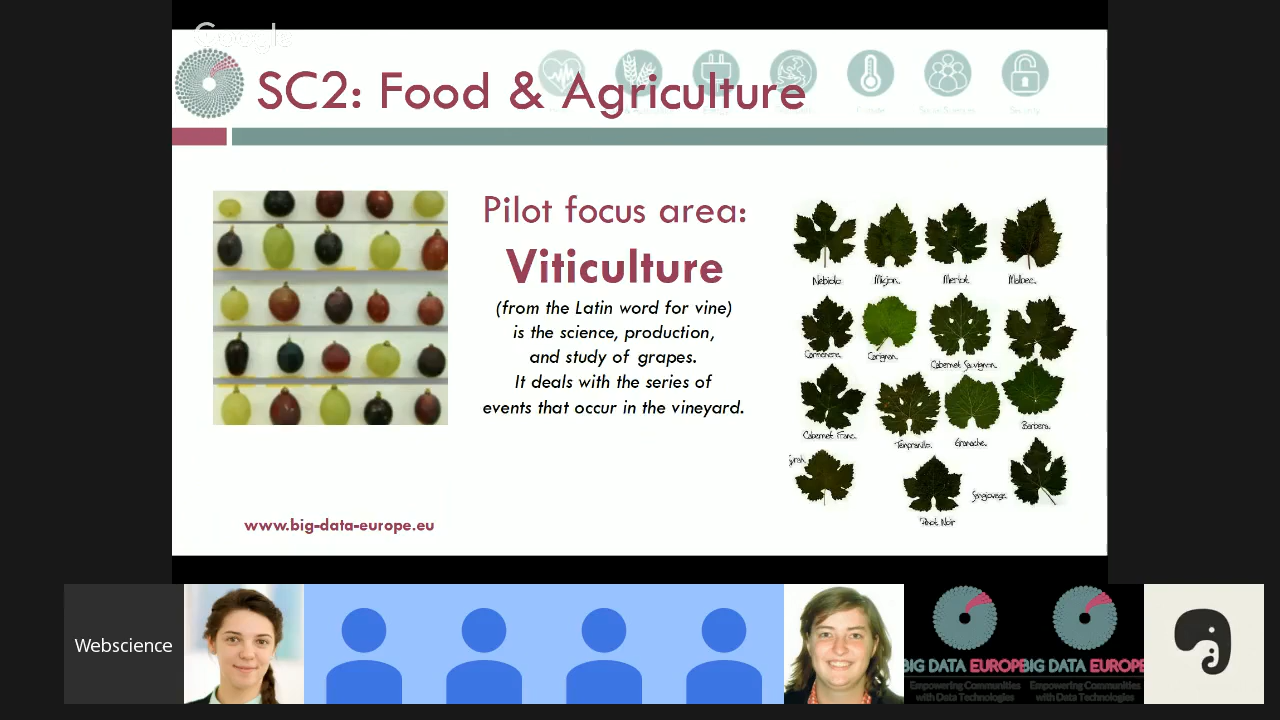 Google
SC2: Food & Agriculture
Pilot focus area:
Viticulture
(from the Latin word for vine)
is the science, production,
and study of grapes.
It deals with the series of
events that occur in the vineyard.
Nebiolo
Merlot
Malbec.
Carmenere.
Carignan.
Cabernet Sauvignon.
Cabernet Franc.
Tempranillo.
Grenache.
Barbera.
Syrah
Sangiovese
Pinot Noir
www.big-data-europe.eu
Webscience
BIG DATA EUROPE
Empowering Communities
with Data Technologies
BIG DATA EUROPE
Empowering Communities
with Data Technologies